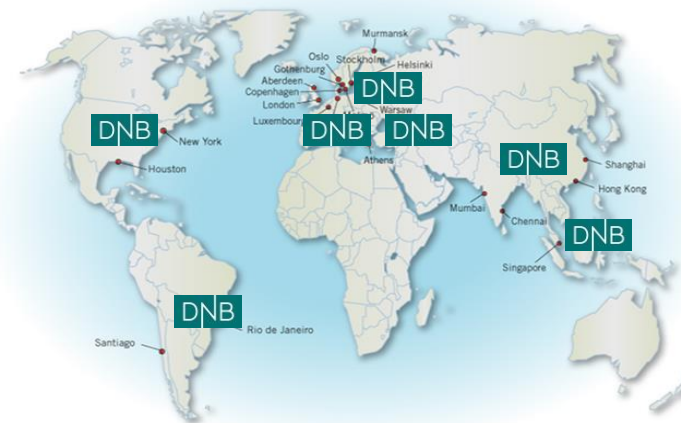 Murmansk
Oslo
Stockholm
Gothenburg
Helsinki
Aberdeen
DNB
Copenhagen
London
Warsaw
Luxembourg
DNB
DNB
DNB
New York
Athens
Houston
DNB
Shanghai
Hong Kong
Mumbai
Chennai
DNB
Singapore
DNB
Rio de Janeiro
Santiago